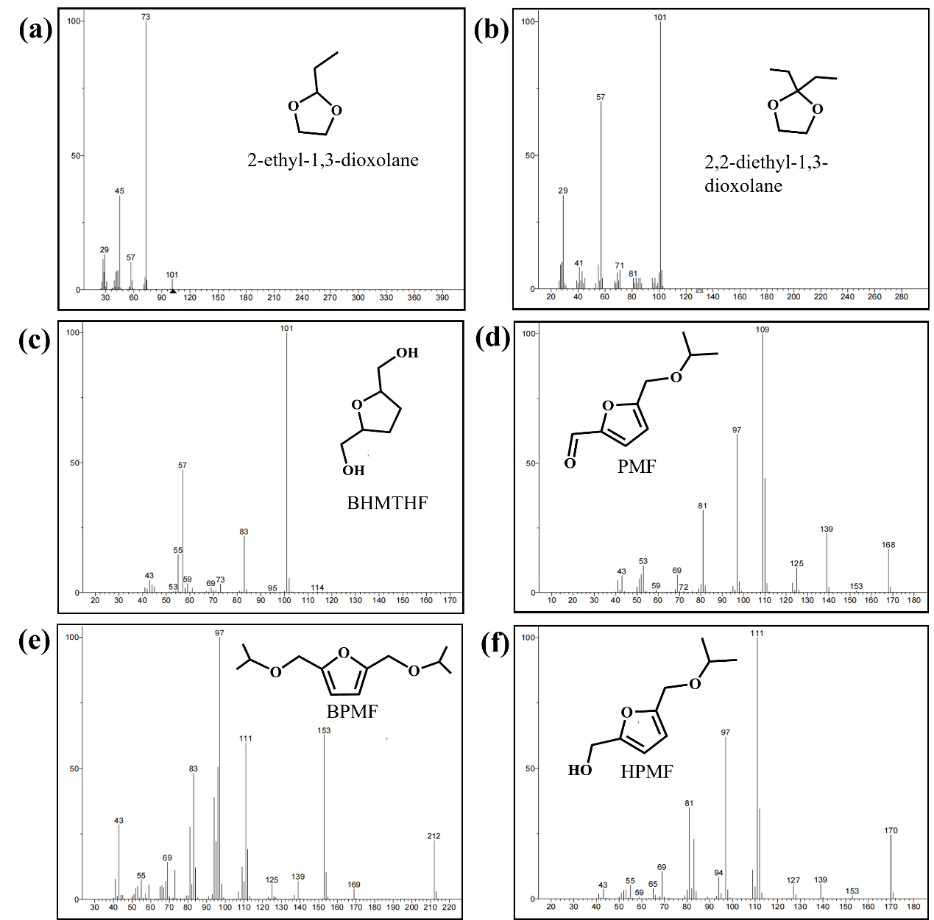 (a)
100
50
0
73
45
29
57
101
O
O
2-ethyl-1,3-dioxolane
30 60 90 120 150 180 210 240 270 300 330 360 390
(b)
100
50
0
101
57
29
41
71
81
O
O
2,2-diethyl-1,3-
dioxolane
20 40 60 80 100 120 140 160 180 200 220 240 260 280
(c)
100
50
0
101
57
83
55
43
53
59
69
73
95
114
OH
O
OH
BHMTHF
20 30 40 50 60 70 80 90 100 110 120 130 140 150 160 170
(d)
100
50
0
109
97
81
139
168
125
53
43
69
59
72
153
O
O
O
PMF
10 20 30 40 50 60 70 80 90 100 110 120 130 140 150 160 170 180
(e)
100
50
0
97
153
111
83
43
212
69
55
125
139
169
O
O
O
BPMF
30 40 50 60 70 80 90 100 110 120 130 140 150 160 170 180 190 200 210 220
(f)
100
50
0
111
97
81
170
69
94
43
55
59
65
127
139
153
O
O
HO
HPMF
10 20 30 40 50 60 70 80 90 100 110 120 130 140 150 160 170 180